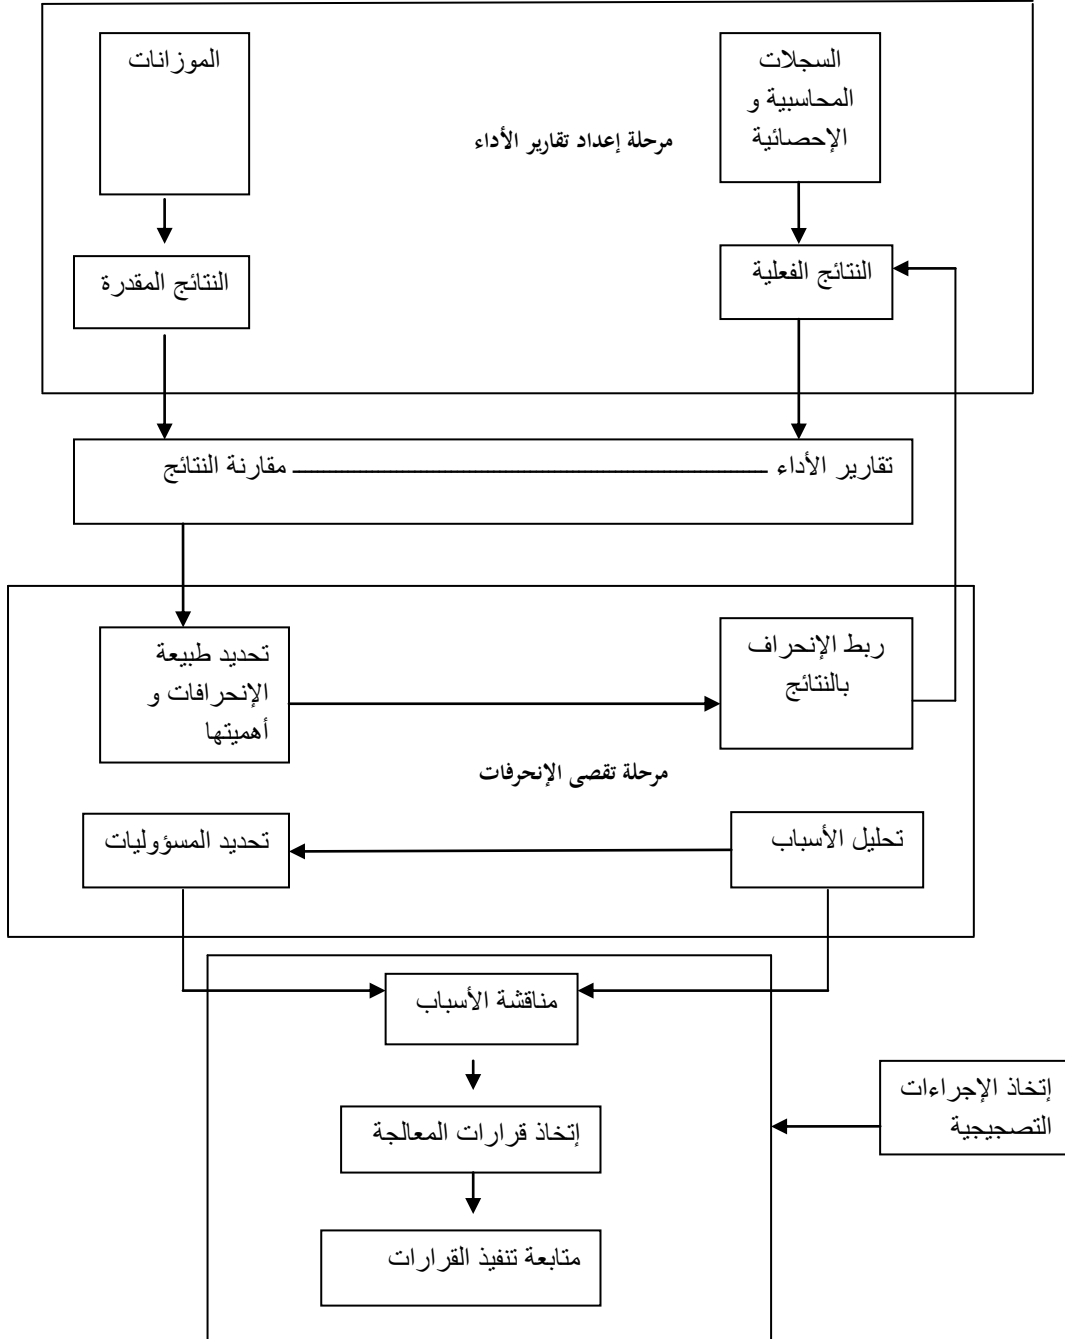 السجلات
المحاسبية و
الإحصائية
الموزانات
مرحلة إعداد تقارير الأداء
النتائج الفعلية
النتائج المقدرة
تقارير الأداء ـــــــــــــــــــــــــــــــــ مقارنة النتائج
ربط الإنحراف
بالنتائج
تحديد طبيعة
الإنحرافات و
أهميتها
مرحلة تقصى الإنحرفات
تحليل الأسباب
تحديد المسؤوليات
مناقشة الأسباب
إتخاذ الإجراءات
التصجيجية
إتخاذ قرارات المعالجة
متابعة تنفيذ القرارات